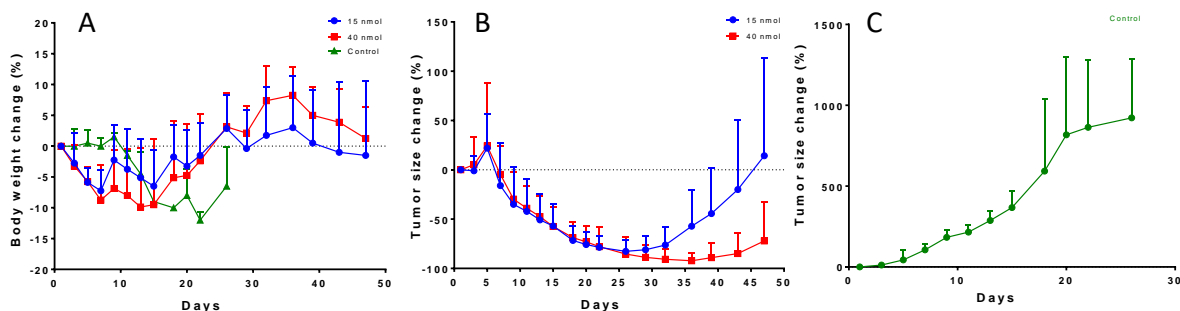 A
15 nmol
40 nmol
Control
Body weight change (%)
20
15
10
5
0
-5
-10
-15
-20
0
10
20
30
40
50
Days
B
15 nmol
40 nmol
Tumor size change (%)
150
100
50
0
-50
-100
0
5
10
15
20
25
30
35
40
45
50
Days
C
Control
Tumor size change (%)
1500
1000
500
0
0
10
20
30
Days